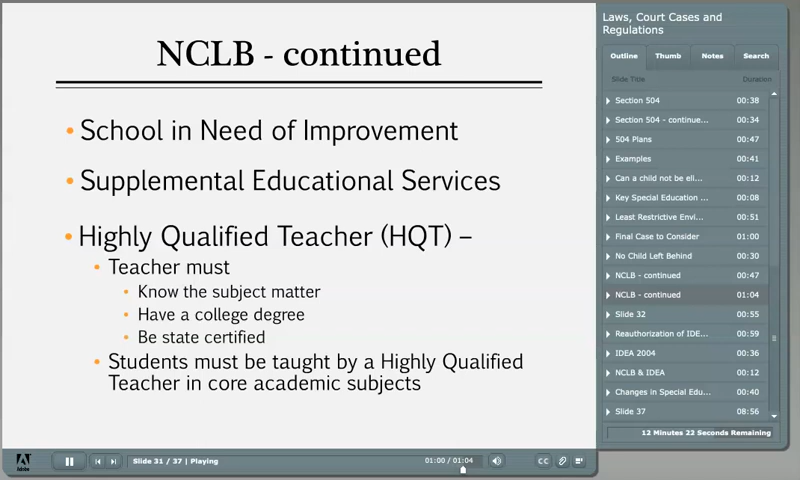 NCLB - continued
• School in Need of Improvement
• Supplemental Educational Services
• Highly Qualified Teacher (HQT) –
• Teacher must
• Know the subject matter
• Have a college degree
• Be state certified
• Students must be taught by a Highly Qualified
Teacher in core academic subjects
Adobe
Slide 31 / 37 | Playing
01:00 / 01:04
CC
Laws, Court Cases and
Regulations
Outline Thumb Notes Search
Slide Title Duration
Section 504 00:38
Section 504 - continue... 00:34
504 Plans 00:47
Examples 00:41
Can a child not be eli... 00:12
Key Special Education ... 00:08
Least Restrictive Envi... 00:51
Final Case to Consider 01:00
No Child Left Behind 00:30
NCLB - continued 00:47
NCLB - continued 01:04
Slide 32 00:55
Reauthorization of IDE... 00:59
IDEA 2004 00:36
NCLB & IDEA 00:12
Changes in Special Edu... 00:40
Slide 37 08:56
12 Minutes 22 Seconds Remaining